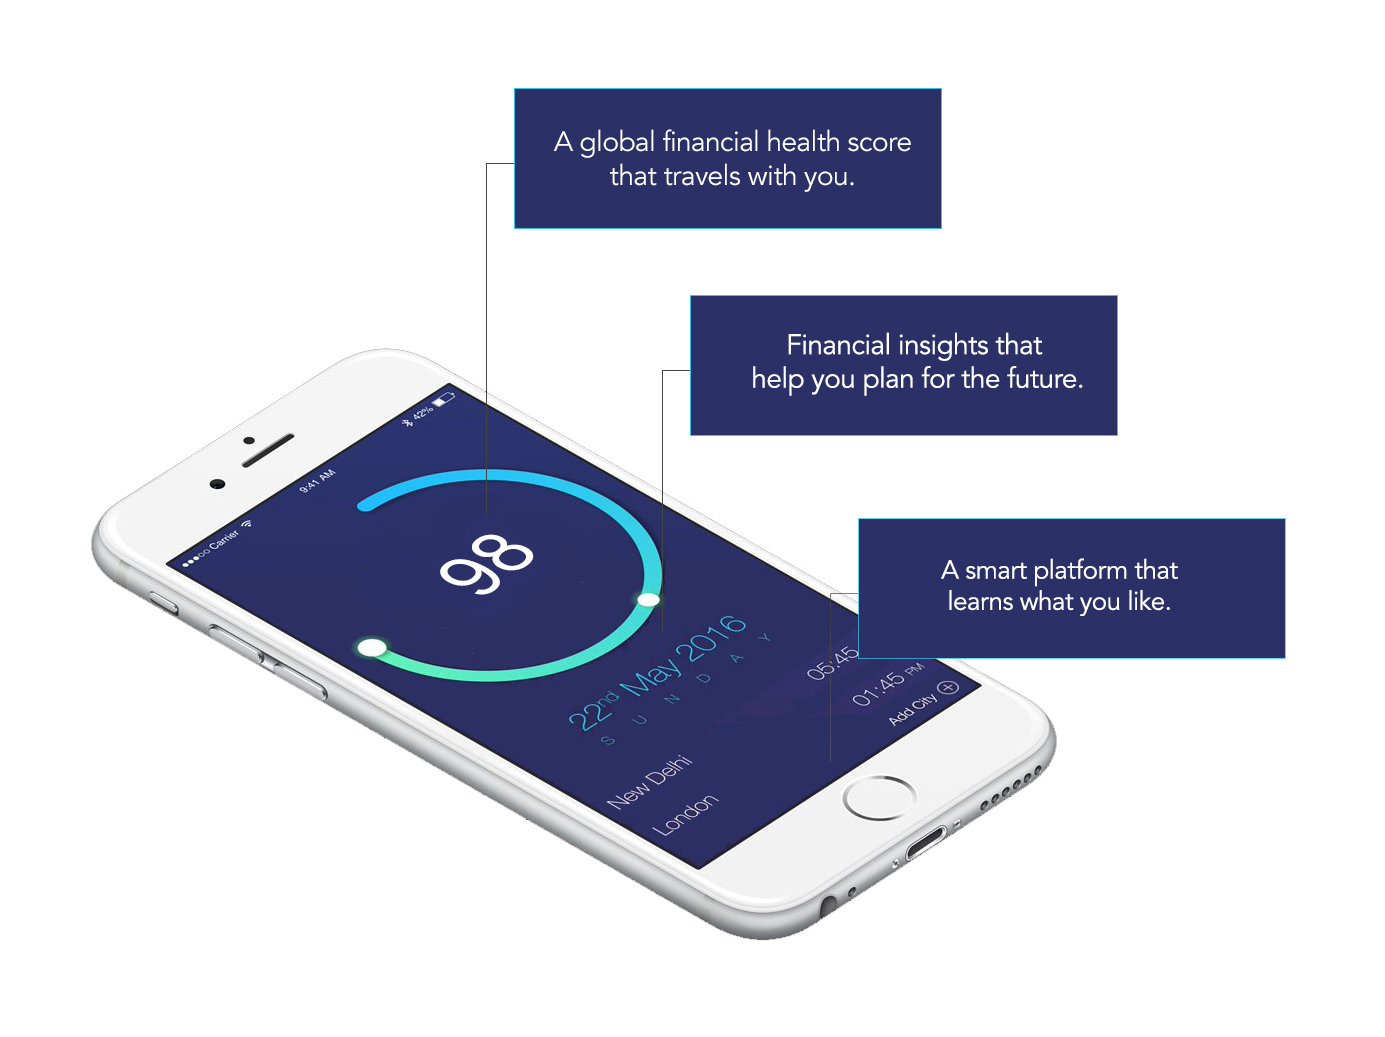 A global financial health score
that travels with you.
Financial insights that
help you plan for the future.
A smart platform that
learns what you like.
Carrier
9:41 AM
42%
98
22nd May 2016
SUNDAY
New Delhi
05:45
London
01:45 PM
Add City